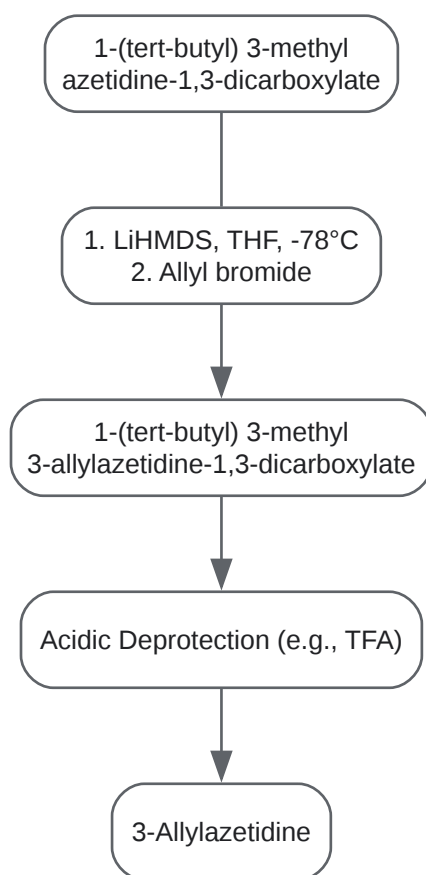 1-(tert-butyl) 3-methyl
azetidine-1,3-dicarboxylate
1. LiHMDS, THF, -78°C
2. Allyl bromide
1-(tert-butyl) 3-methyl
3-allylazetidine-1,3-dicarboxylate
Acidic Deprotection (e.g., TFA)
3-Allylazetidine